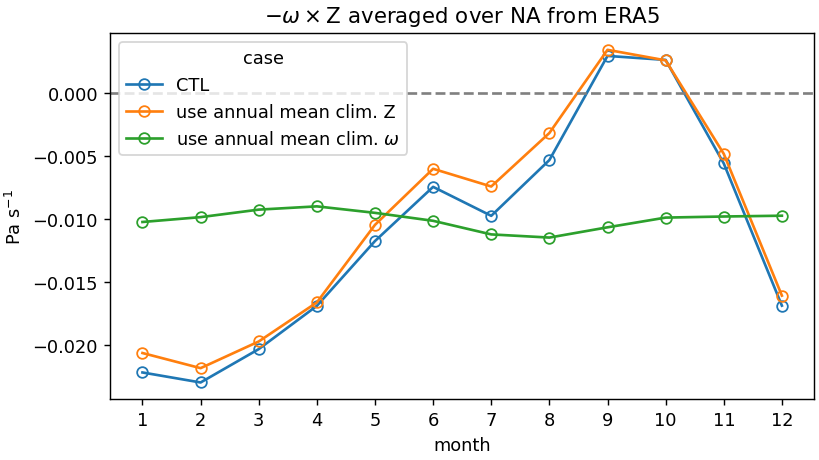 −ω × Z averaged over NA from ERA5
case
CTL
use annual mean clim. Z
use annual mean clim. ω
Pa s⁻¹
0.000
−0.005
−0.010
−0.015
−0.020
1 2 3 4 5 6 7 8 9 10 11 12
month